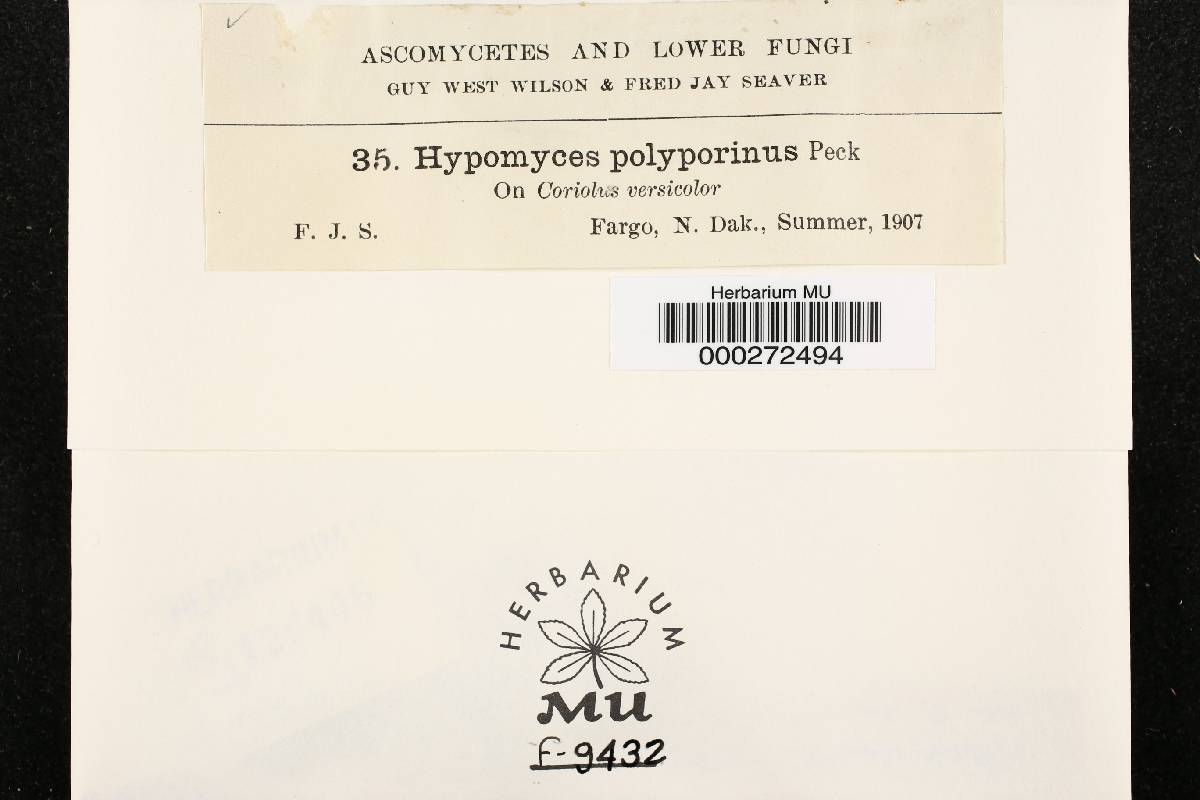 ASCOMYCETES AND LOWER FUNGI
GUY WEST WILSON & FRED JAY SEAVER
35. Hypomyces polyporinus Peck
On Coriolus versicolor
F. J. S. Fargo, N. Dak., Summer, 1907
Herbarium MU
000272494
HERBARIUM
MU
F-9432